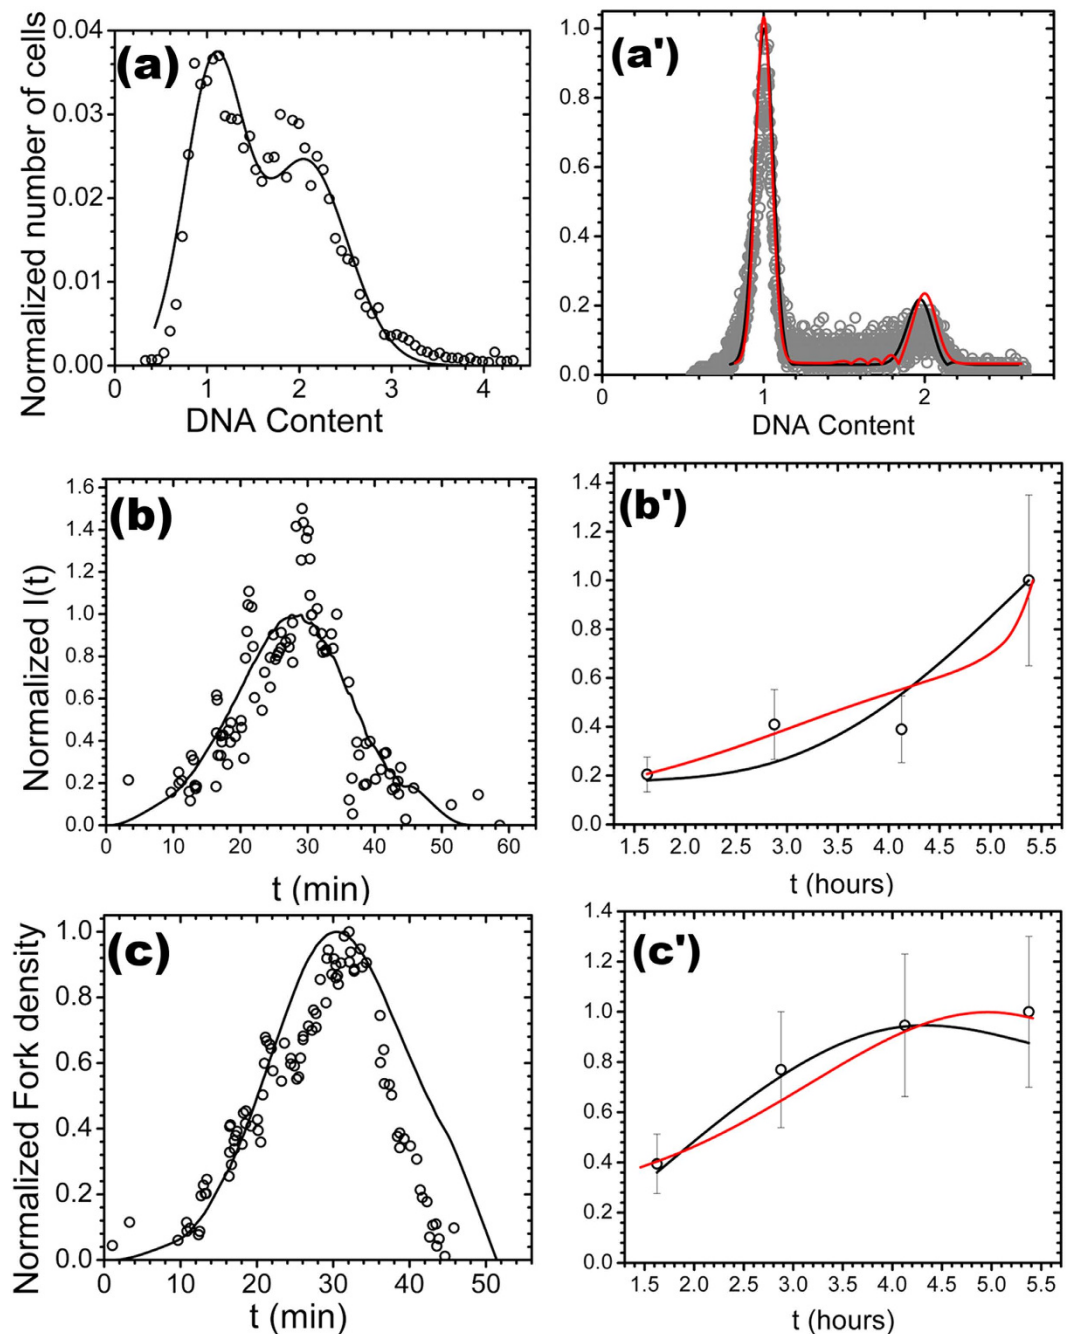 (a)
Normalized number of cells
0.04
0.03
0.02
0.01
0.00
0 1 2 3 4
DNA Content
(a')
1.0
0.8
0.6
0.4
0.2
0.0
0 1 2
DNA Content
(b)
Normalized I(t)
1.6
1.4
1.2
1.0
0.8
0.6
0.4
0.2
0.0
0 10 20 30 40 50 60
t (min)
(b')
1.4
1.2
1.0
0.8
0.6
0.4
0.2
0.0
1.5 2.0 2.5 3.0 3.5 4.0 4.5 5.0 5.5
t (hours)
(c)
Normalized Fork density
1.0
0.8
0.6
0.4
0.2
0.0
0 10 20 30 40 50
t (min)
(c')
1.4
1.2
1.0
0.8
0.6
0.4
0.2
0.0
1.5 2.0 2.5 3.0 3.5 4.0 4.5 5.0 5.5
t (hours)